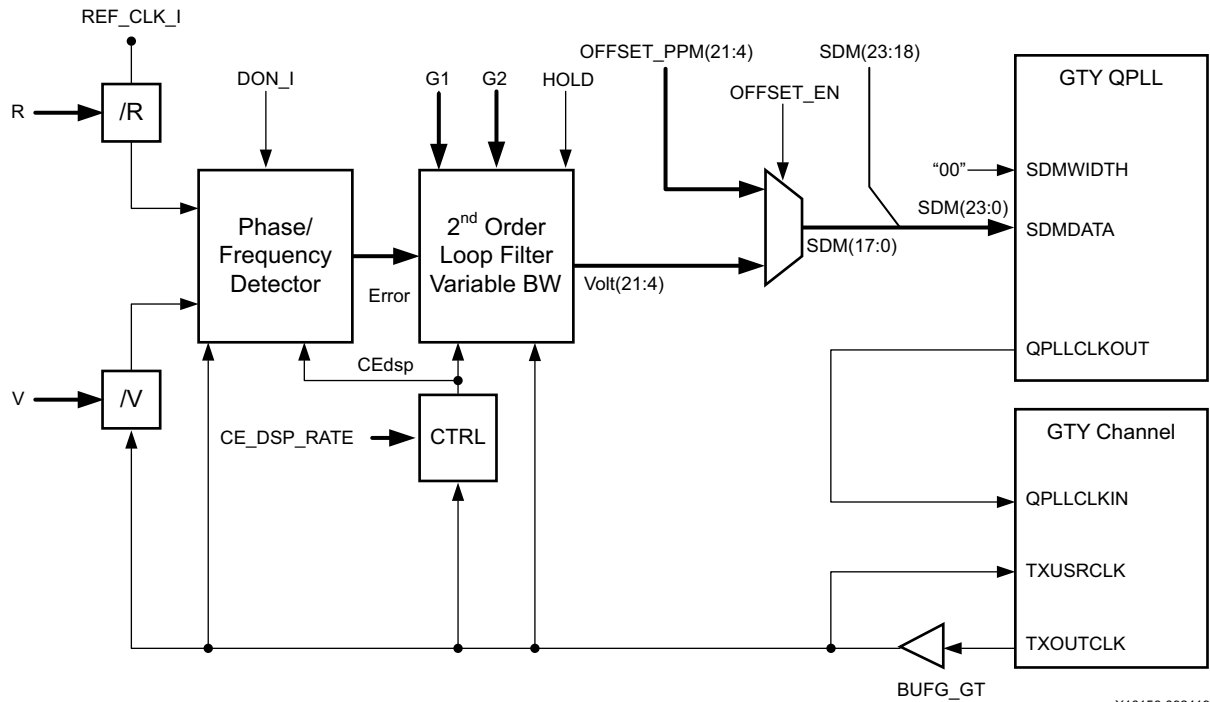 REF_CLK_I
R
/R
DON_I
G1
G2
HOLD
OFFSET_PPM(21:4)
SDM(23:18)
OFFSET_EN
GTY QPLL
"00"
SDMWIDTH
SDM(23:0)
SDMDATA
SDM(17:0)
Phase/
Frequency
Detector
Error
2nd Order
Loop Filter
Variable BW
Volt(21:4)
QPLLCLKOUT
V
/V
CEdsp
CE_DSP_RATE
CTRL
GTY Channel
QPLLCLKIN
TXUSRCLK
TXOUTCLK
BUFG_GT